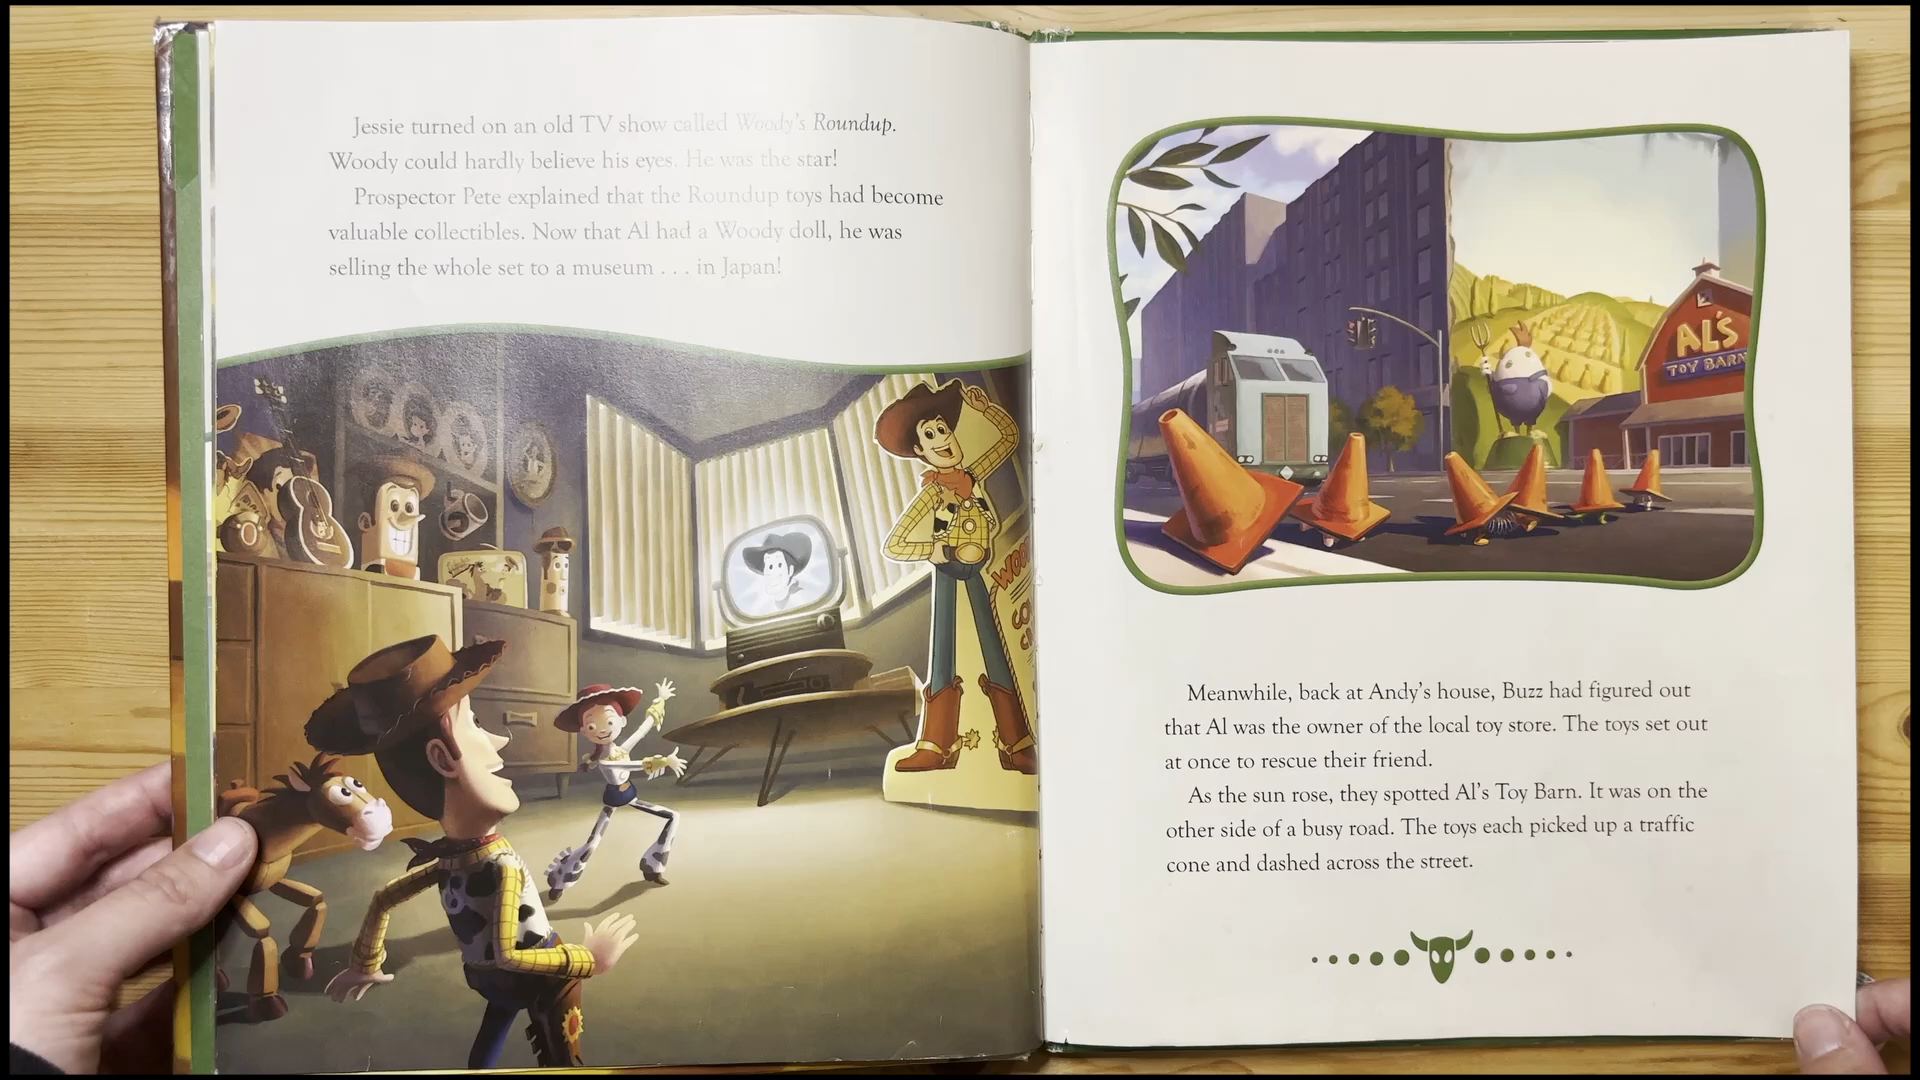 Jessie turned on an old TV show called Woody's Roundup.
Woody could hardly believe his eyes. He was the star!
Prospector Pete explained that the Roundup toys had become
valuable collectibles. Now that Al had a Woody doll, he was
selling the whole set to a museum . . . in Japan!
AL'S
TOY BARN
Meanwhile, back at Andy's house, Buzz had figured out
that Al was the owner of the local toy store. The toys set out
at once to rescue their friend.
As the sun rose, they spotted Al's Toy Barn. It was on the
other side of a busy road. The toys each picked up a traffic
cone and dashed across the street.